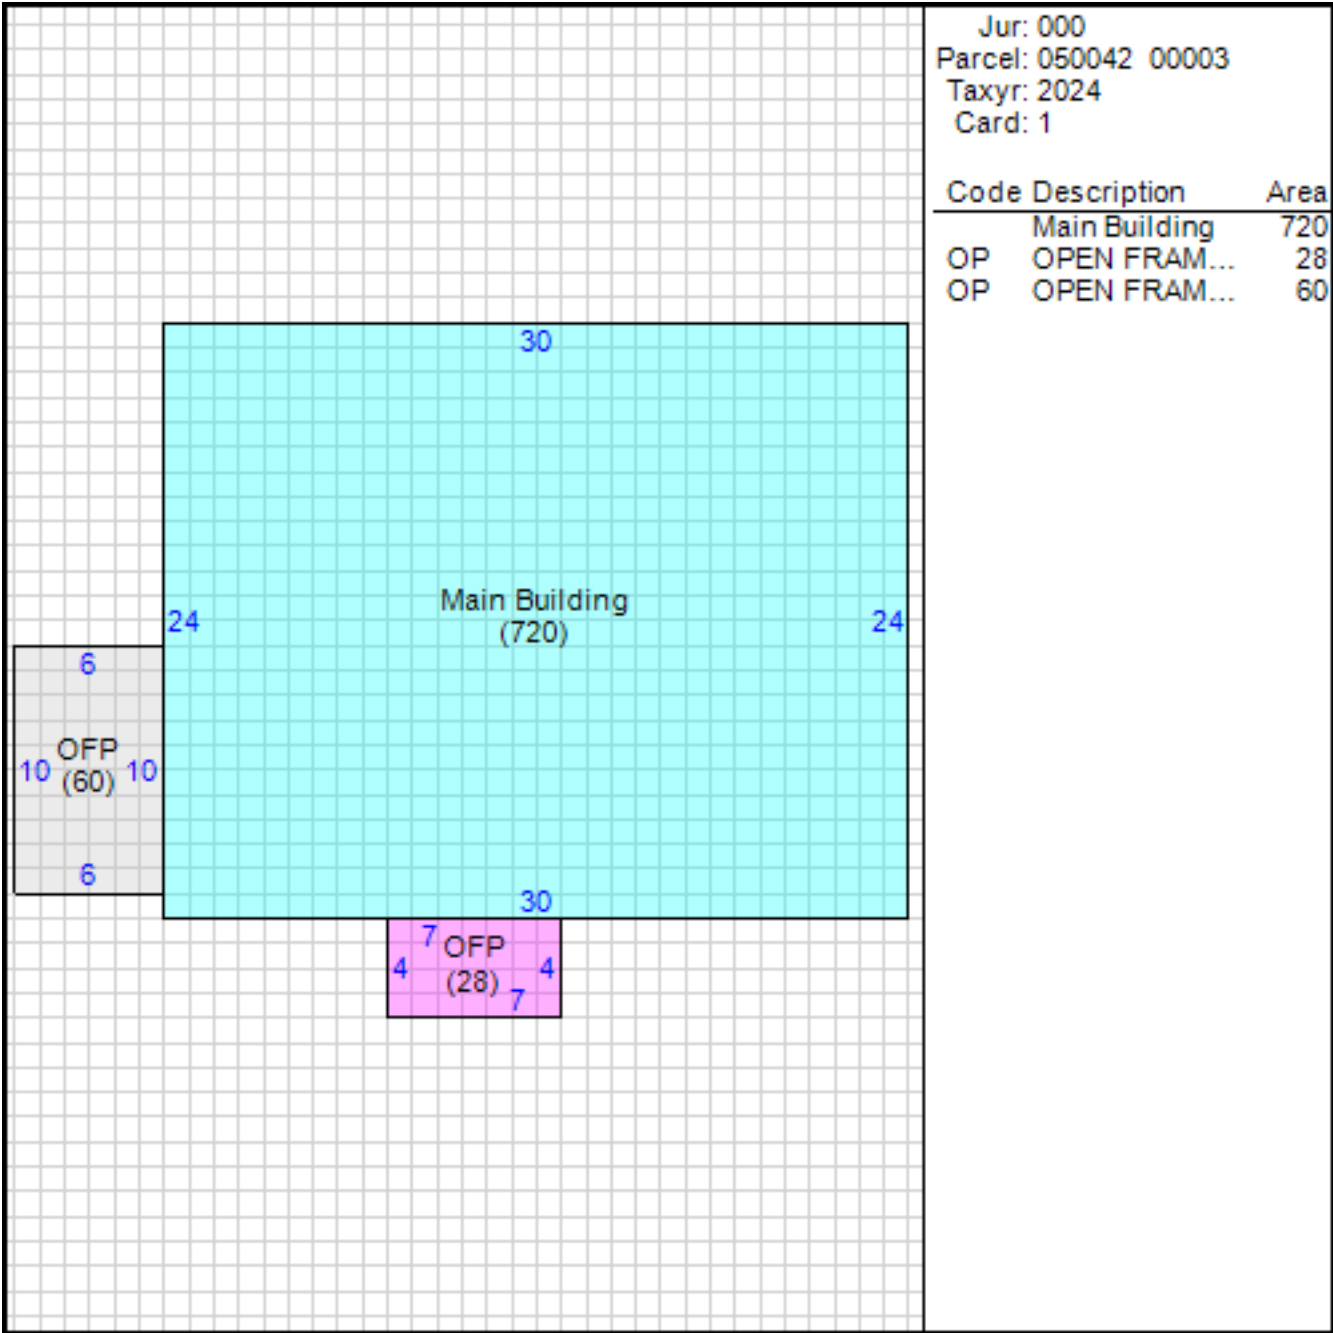 Jur: 000
Parcel: 050042 00003
Taxyr: 2024
Card: 1
Code Description Area
Main Building 720
OP OPEN FRAM... 28
OP OPEN FRAM... 60
30
Main Building
(720)
24
24
6
OFP
(60)
10
10
6
30
7
OFP
(28)
4
4
7